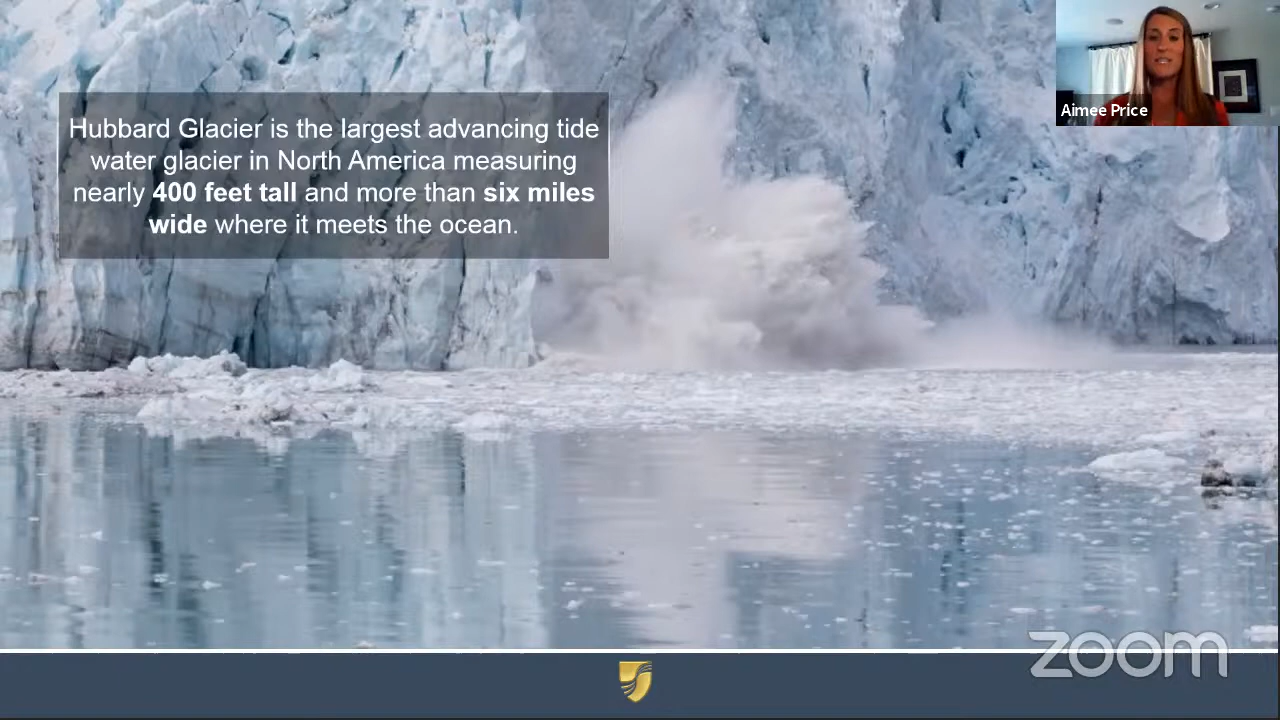 Hubbard Glacier is the largest advancing tide
water glacier in North America measuring
nearly 400 feet tall and more than six miles
wide where it meets the ocean.
Aimee Price
zoom